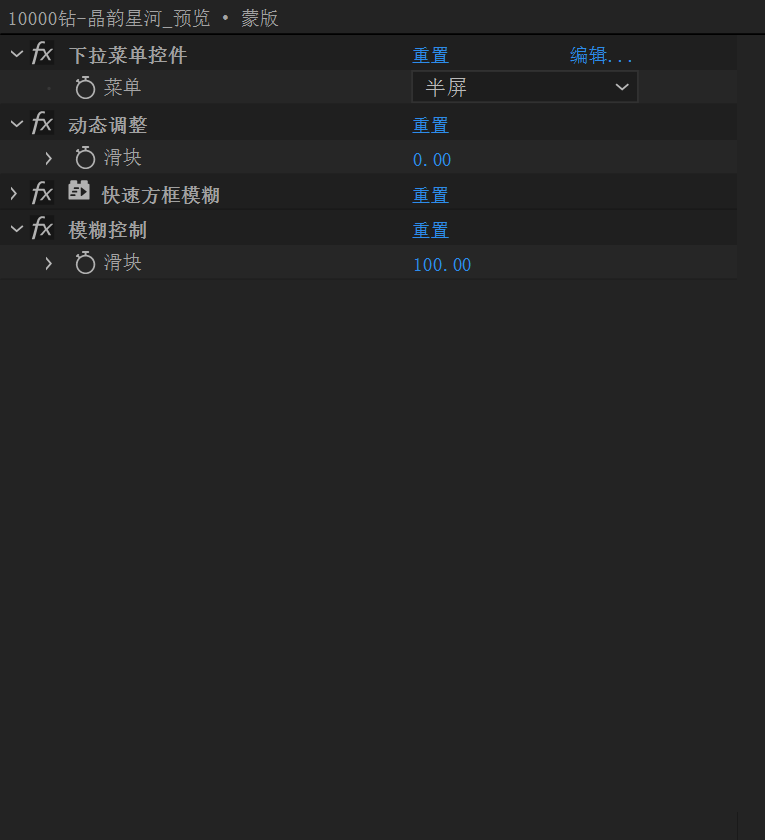 10000钻-晶韵星河_预览 • 蒙版
fx 下拉菜单控件 重置 编辑...
菜单 半屏
fx 动态调整 重置
滑块 0.00
fx 快速方框模糊 重置
fx 模糊控制 重置
滑块 100.00